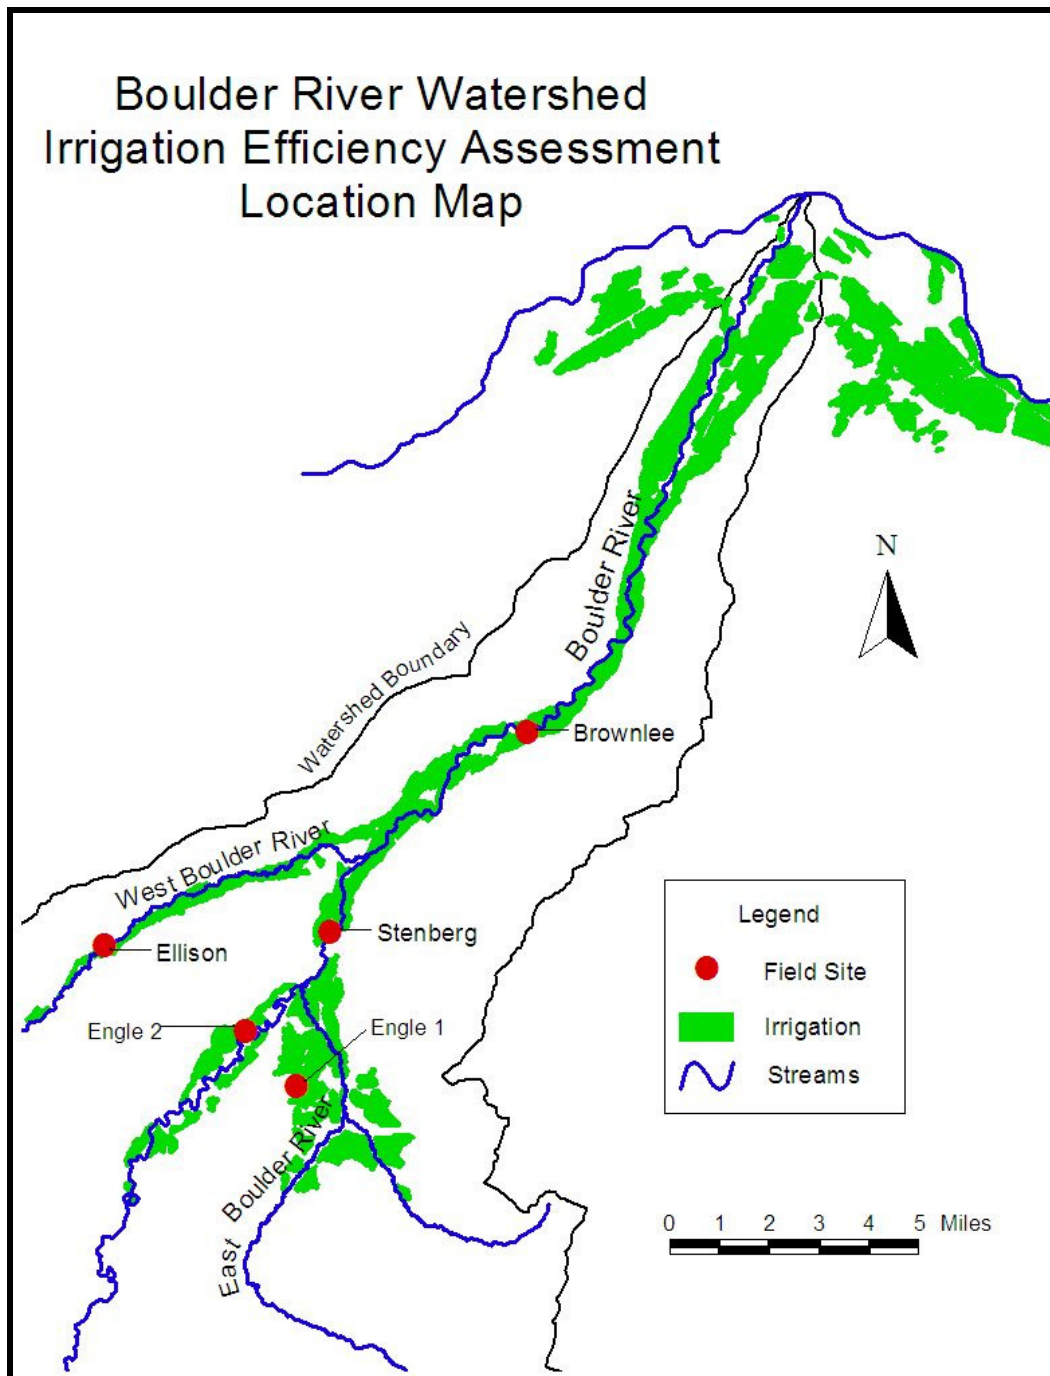 Boulder River Watershed
Irrigation Efficiency Assessment
Location Map
N
Boulder River
Watershed Boundary
Brownlee
West Boulder River
Stenberg
Ellison
Engle 2
Engle 1
East Boulder River
Legend
Field Site
Irrigation
Streams
0 1 2 3 4 5 Miles